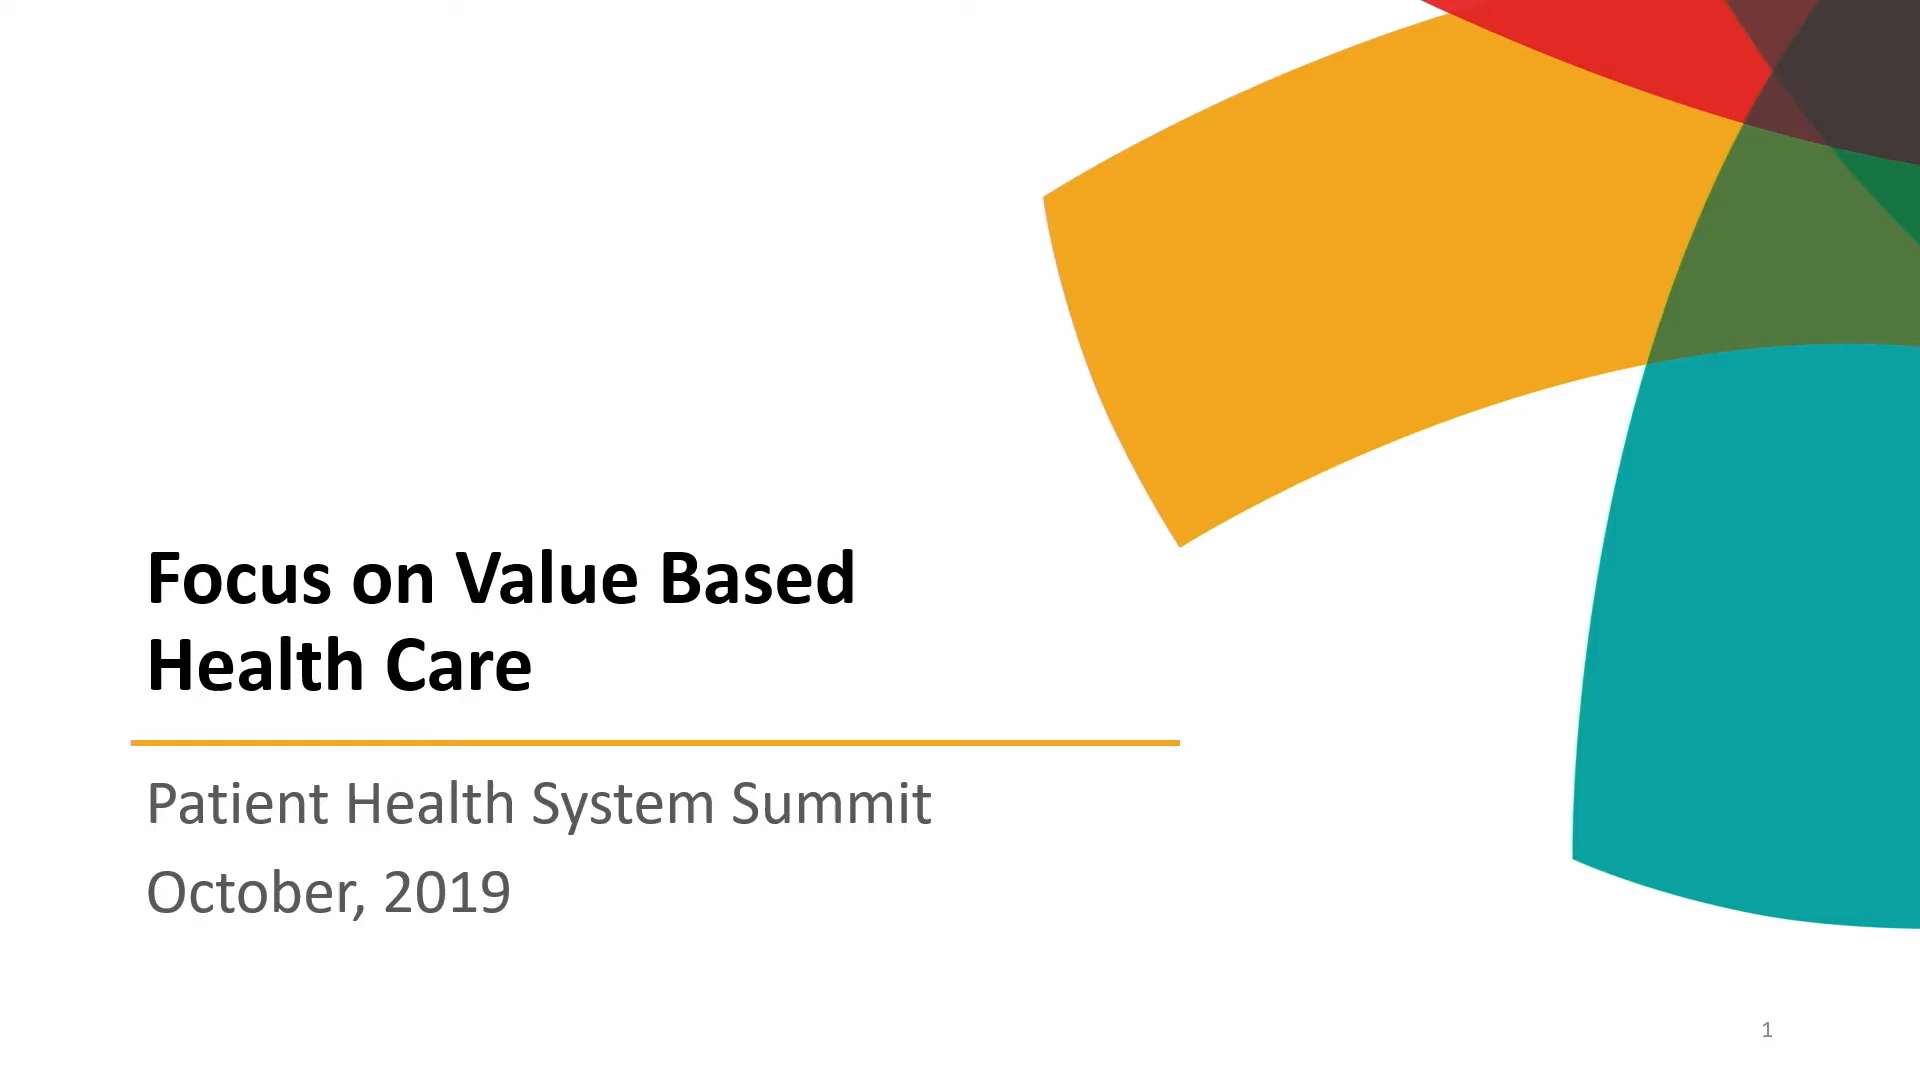 Focus on Value Based
Health Care
Patient Health System Summit
October, 2019
1